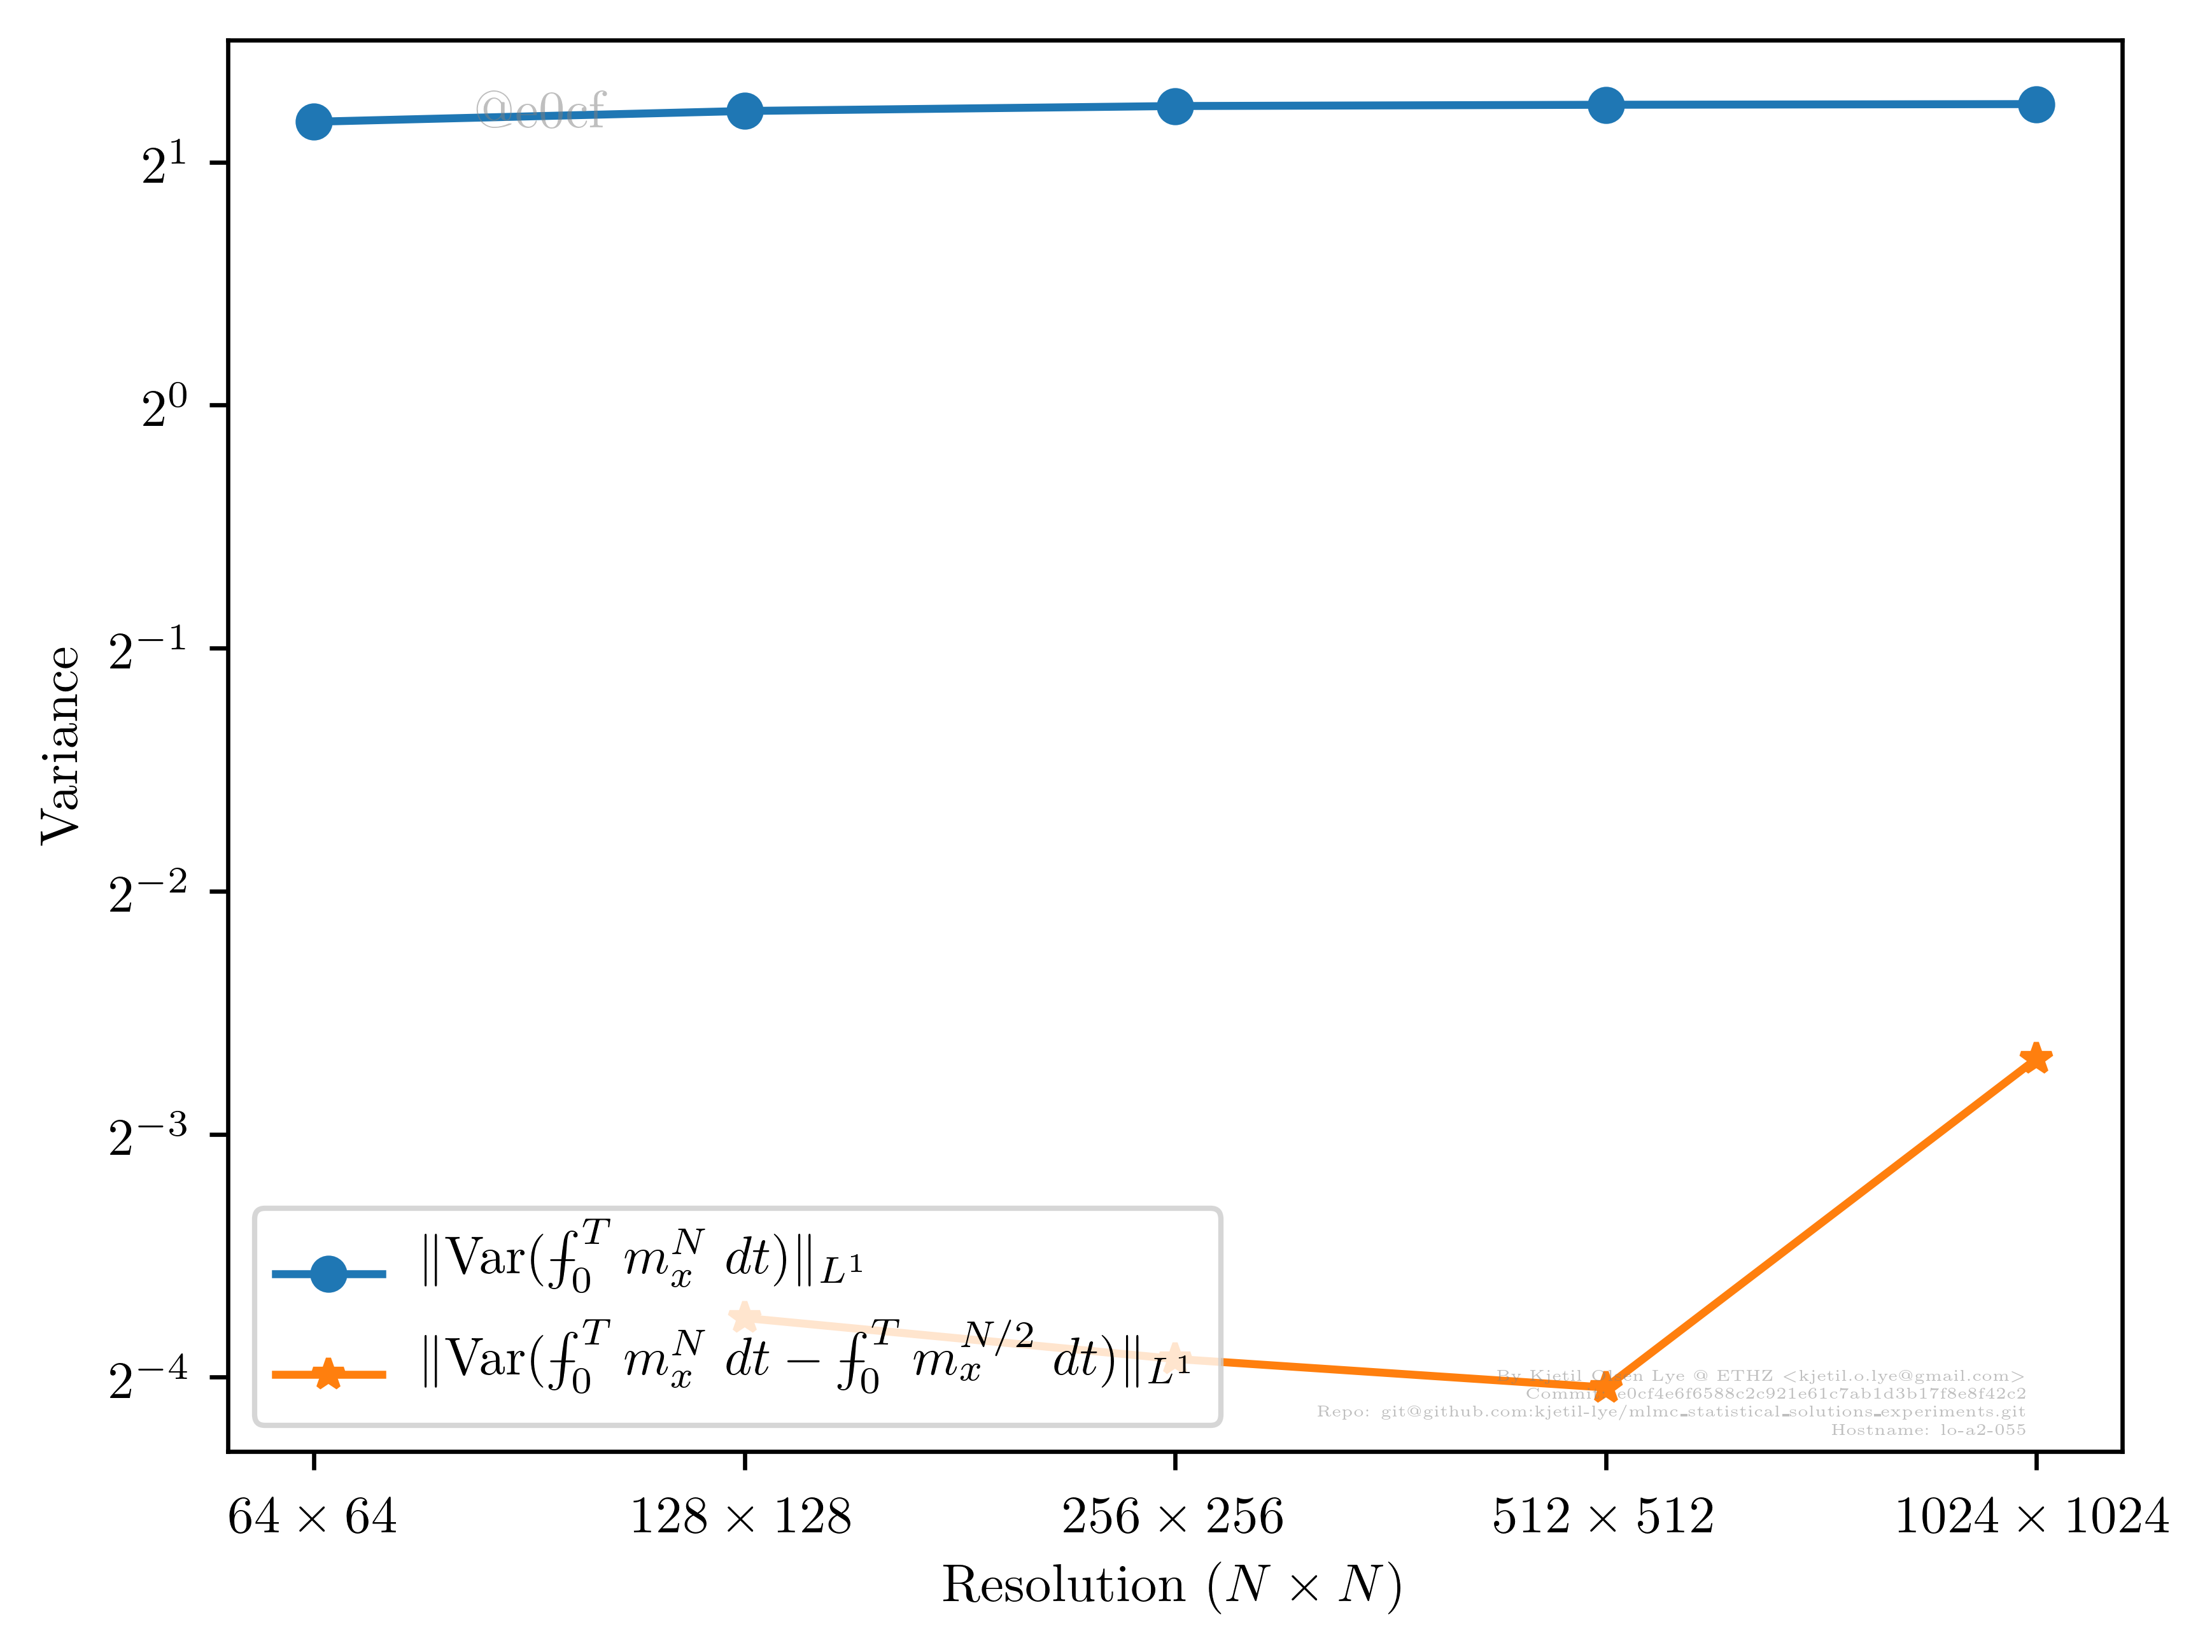 @e0cf
2^1
2^0
2^−1
2^−2
2^−3
2^−4
Variance
‖Var(⨍_0^T m_x^N dt)‖_{L^1}
‖Var(⨍_0^T m_x^N dt − ⨍_0^T m_x^{N/2} dt)‖_{L^1}
By Kjetil Lye @ ETHZ <kjetil.o.lye@gmail.com>
e0cf4e6f6588c2c921e61c7ab1d3b17f8e8f42c2
Repo: git@github.com:kjetil-lye/mlmc_statistical_solutions_experiments.git
Hostname: lo-a2-055
64 × 64 128 × 128 256 × 256 512 × 512 1024 × 1024
Resolution (N × N)